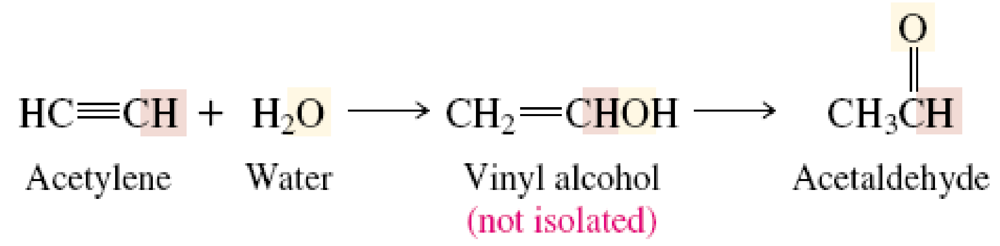 O
HC≡CH + H₂O ⟶ CH₂=CHOH ⟶ CH₃CH
Acetylene Water Vinyl alcohol Acetaldehyde
(not isolated)